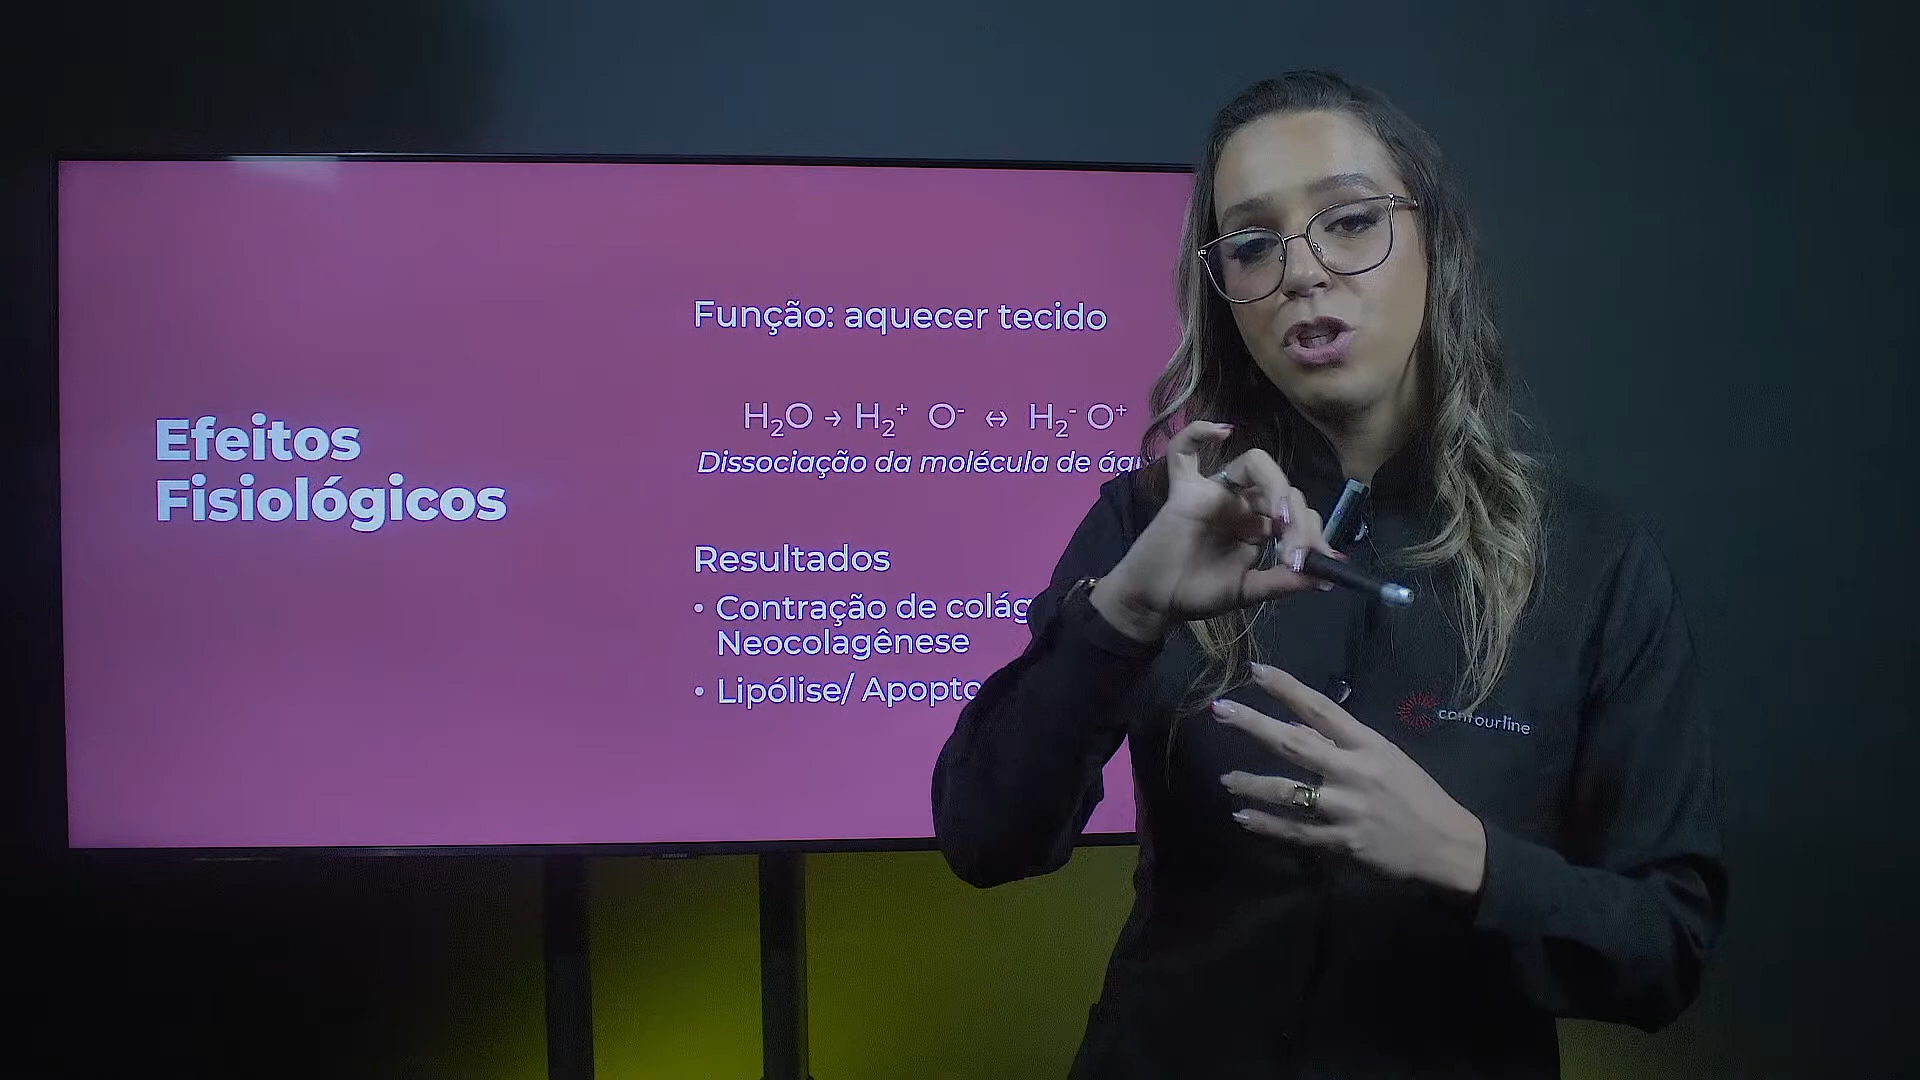 Efeitos
Fisiológicos
Função: aquecer tecido
H₂O → H₂⁺ O⁻ ↔ H₂⁻ O⁺
Dissociação da molécula de
Resultados
• Contração de
Neocolagênese
• Lipólise/
contourline